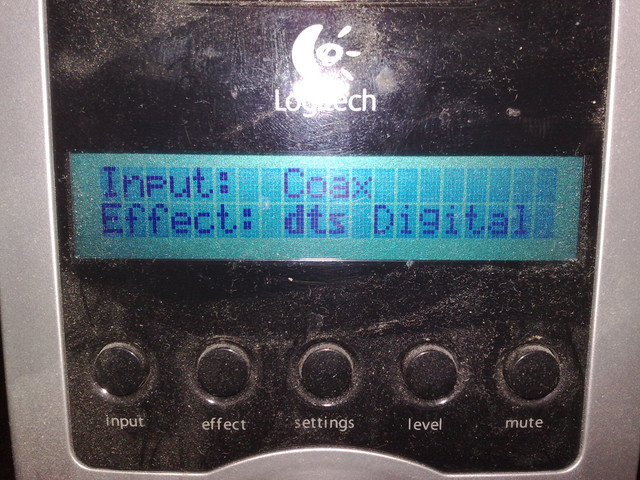 Logitech
Input: Coax
Effect: dts Digital
input effect settings level mute